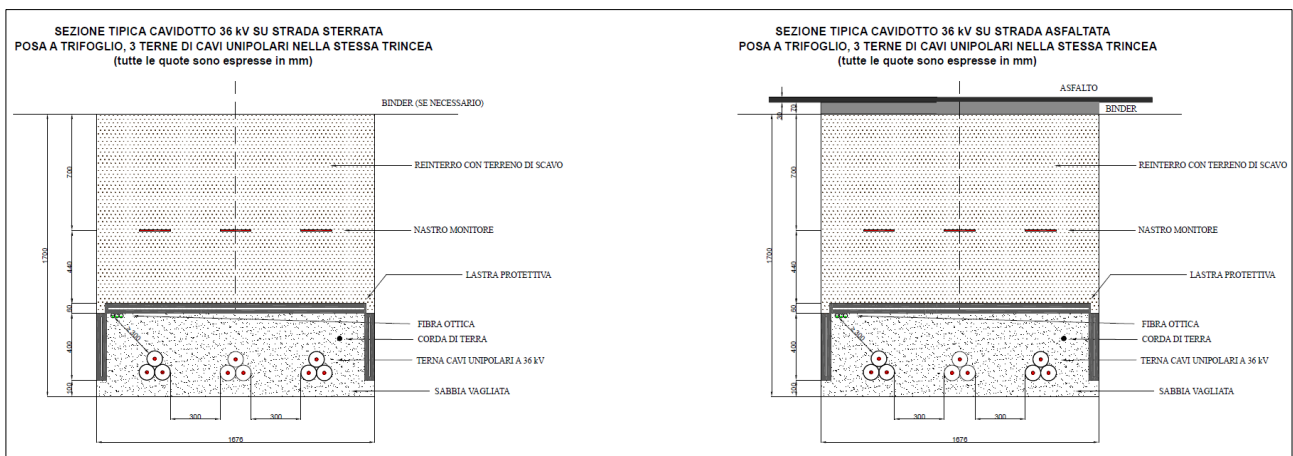 SEZIONE TIPICA CAVIDOTTO 36 kV SU STRADA STERRATA
POSA A TRIFOGLIO, 3 TERNE DI CAVI UNIPOLARI NELLA STESSA TRINCEA
(tutte le quote sono espresse in mm)
BINDER (SE NECESSARIO)
REINTERRO CON TERRENO DI SCAVO
NASTRO MONITORE
LASTRA PROTETTIVA
FIBRA OTTICA
CORDA DI TERRA
TERNA CAVI UNIPOLARI A 36 kV
SABBIA VAGLIATA
1700
700
440
60
400
100
300
300
1676
SEZIONE TIPICA CAVIDOTTO 36 kV SU STRADA ASFALTATA
POSA A TRIFOGLIO, 3 TERNE DI CAVI UNIPOLARI NELLA STESSA TRINCEA
(tutte le quote sono espresse in mm)
ASFALTO
BINDER
REINTERRO CON TERRENO DI SCAVO
NASTRO MONITORE
LASTRA PROTETTIVA
FIBRA OTTICA
CORDA DI TERRA
TERNA CAVI UNIPOLARI A 36 kV
SABBIA VAGLIATA
70
1700
700
440
60
400
100
300
300
1676